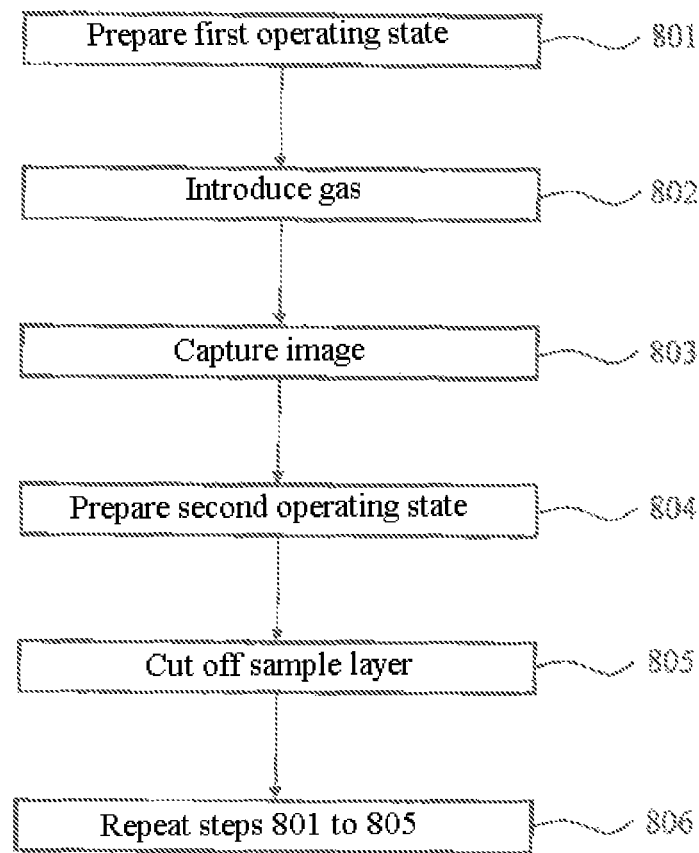 Prepare first operating state 801
Introduce gas 802
Capture image 803
Prepare second operating state 804
Cut off sample layer 805
Repeat steps 801 to 805 806